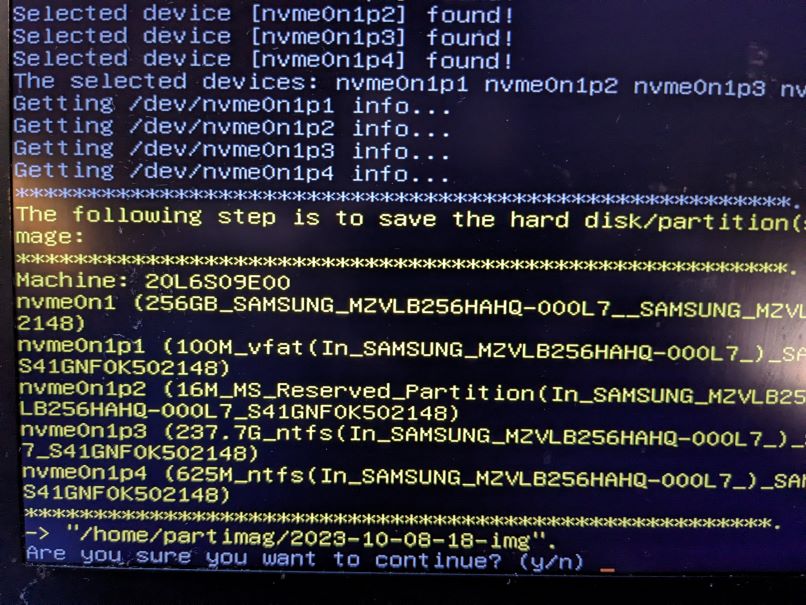 Selected device [nvme0n1p2] found!
Selected device [nvme0n1p3] found!
Selected device [nvme0n1p4] found!
The selected devices: nvme0n1p1 nvme0n1p2 nvme0n1p3 nv
Getting /dev/nvme0n1p1 info...
Getting /dev/nvme0n1p2 info...
Getting /dev/nvme0n1p3 info...
Getting /dev/nvme0n1p4 info...
*****************************************************.
The following step is to save the hard disk/partition(s
mage:
*****************************************************.
Machine: 20L6S09E00
nvme0n1 (256GB_SAMSUNG_MZVLB256HAHQ-000L7__SAMSUNG_MZVL
2148)
nvme0n1p1 (100M_vfat(In_SAMSUNG_MZVLB256HAHQ-000L7_)_SA
S41GNF0K502148)
nvme0n1p2 (16M_MS_Reserved_Partition(In_SAMSUNG_MZVLB25
LB256HAHQ-000L7_S41GNF0K502148)
nvme0n1p3 (237.7G_ntfs(In_SAMSUNG_MZVLB256HAHQ-000L7_)_
7_S41GNF0K502148)
nvme0n1p4 (625M_ntfs(In_SAMSUNG_MZVLB256HAHQ-000L7_)_SAM
S41GNF0K502148)
*****************************************************.
-> "/home/partimag/2023-10-08-18-img".
Are you sure you want to continue? (y/n) _